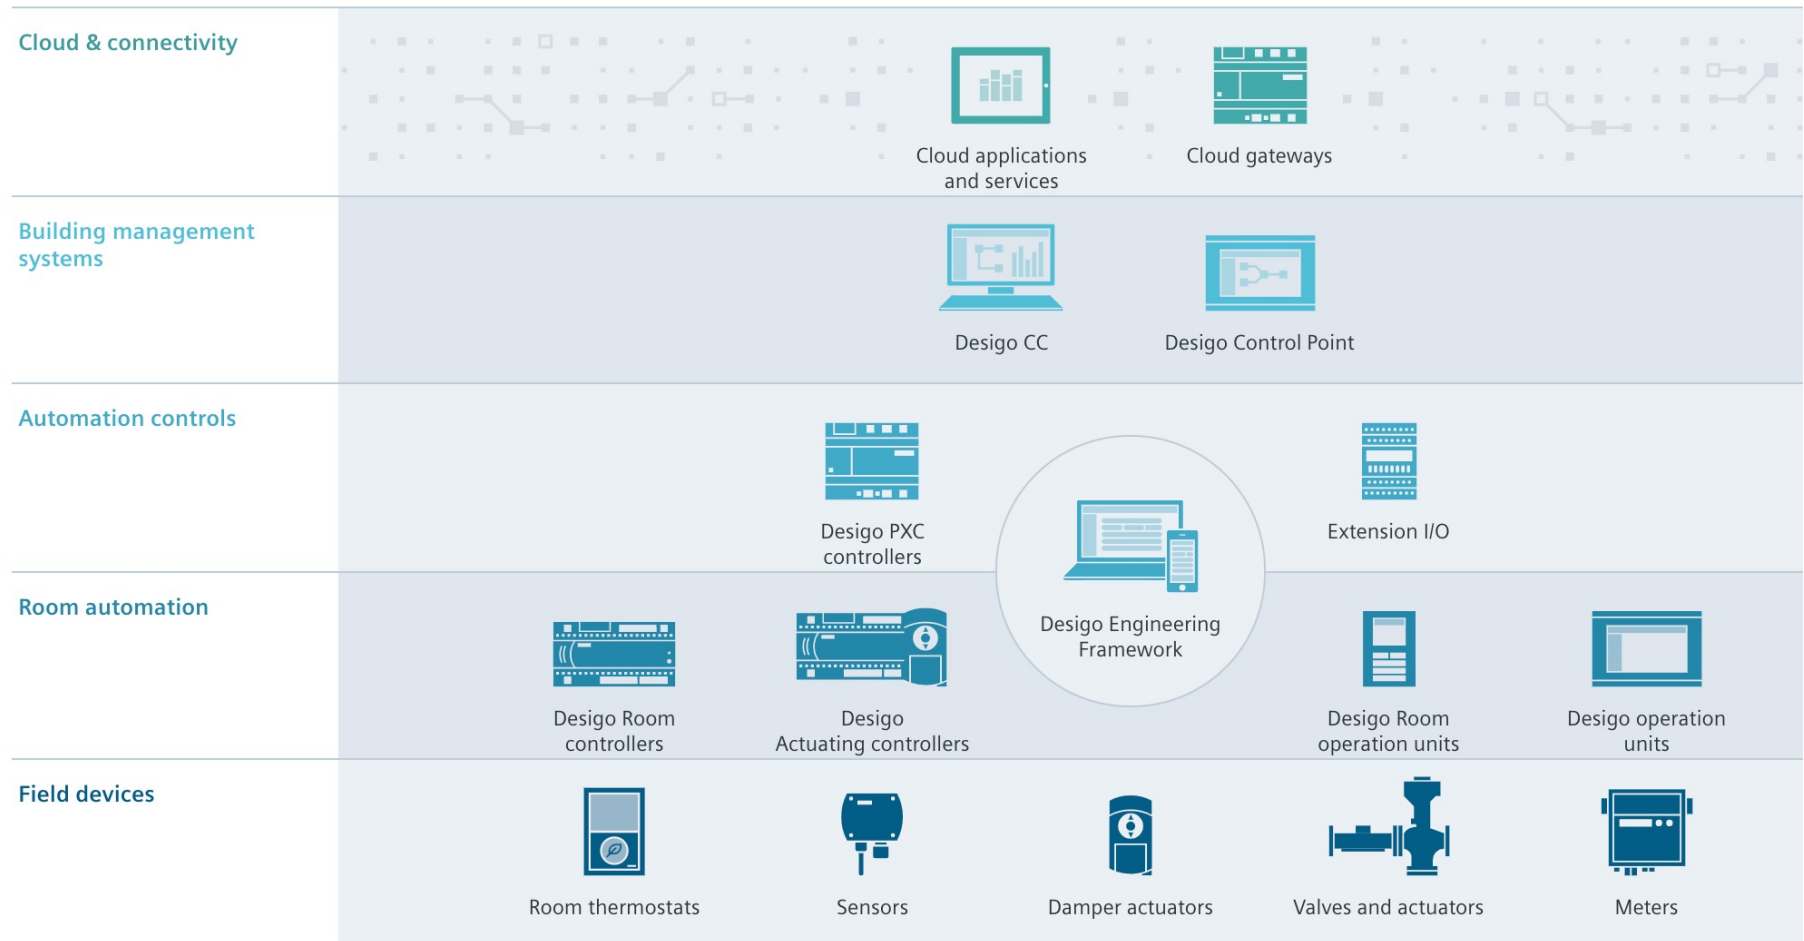 Cloud & connectivity
Cloud applications
and services
Cloud gateways
Building management
systems
Desigo CC
Desigo Control Point
Automation controls
Desigo PXC
controllers
Extension I/O
Desigo Engineering
Framework
Room automation
Desigo Room
controllers
Desigo
Actuating controllers
Desigo Room
operation units
Desigo operation
units
Field devices
Room thermostats
Sensors
Damper actuators
Valves and actuators
Meters